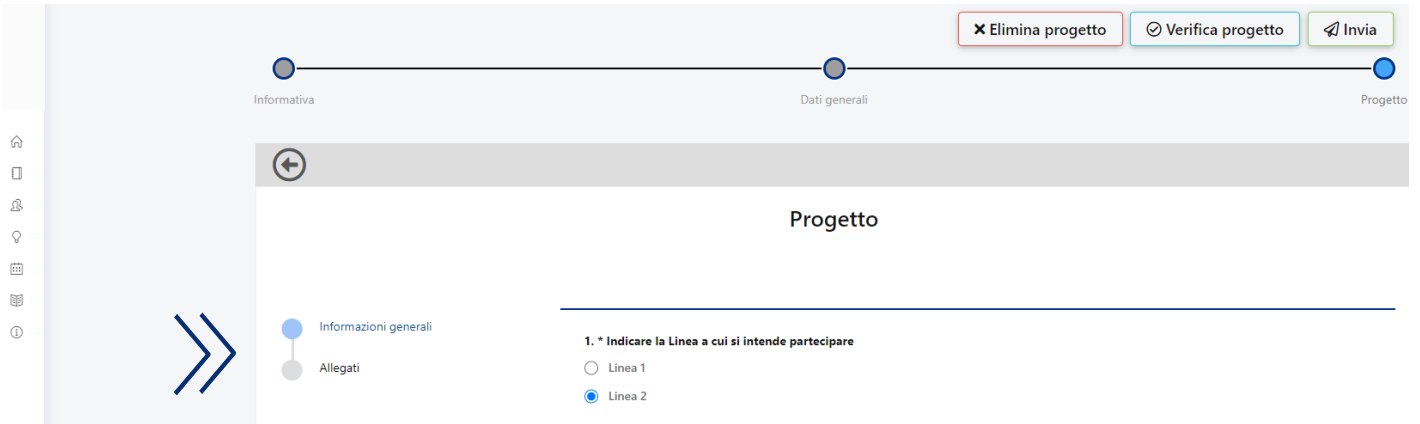 Elimina progetto
Verifica progetto
Invia
Informativa
Dati generali
Progetto
Progetto
Informazioni generali
Allegati
1. * Indicare la Linea a cui si intende partecipare
Linea 1
Linea 2